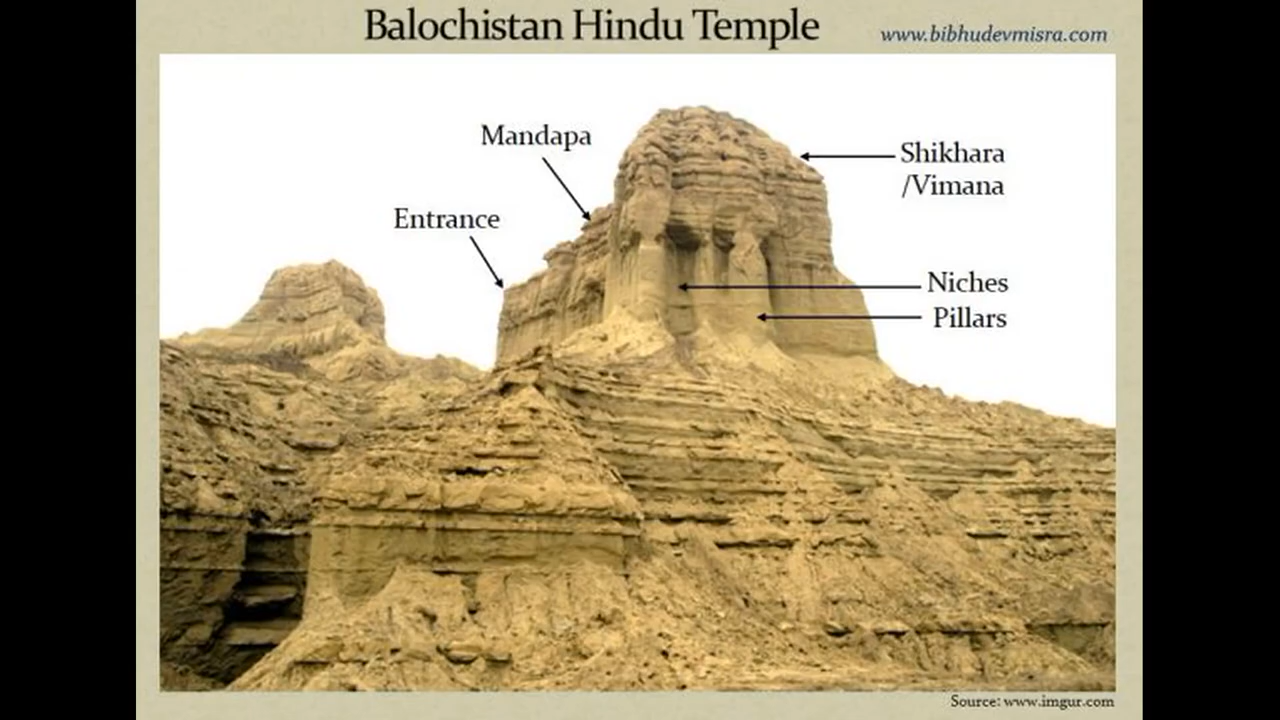 Balochistan Hindu Temple
www.bibhudevmisra.com
Mandapa
Shikhara
/Vimana
Entrance
Niches
Pillars
Source: www.imgur.com